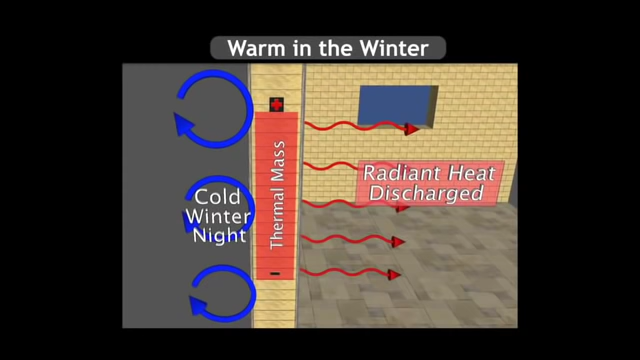 Warm in the Winter
Cold
Winter
Night
Thermal Mass
Radiant Heat
Discharged